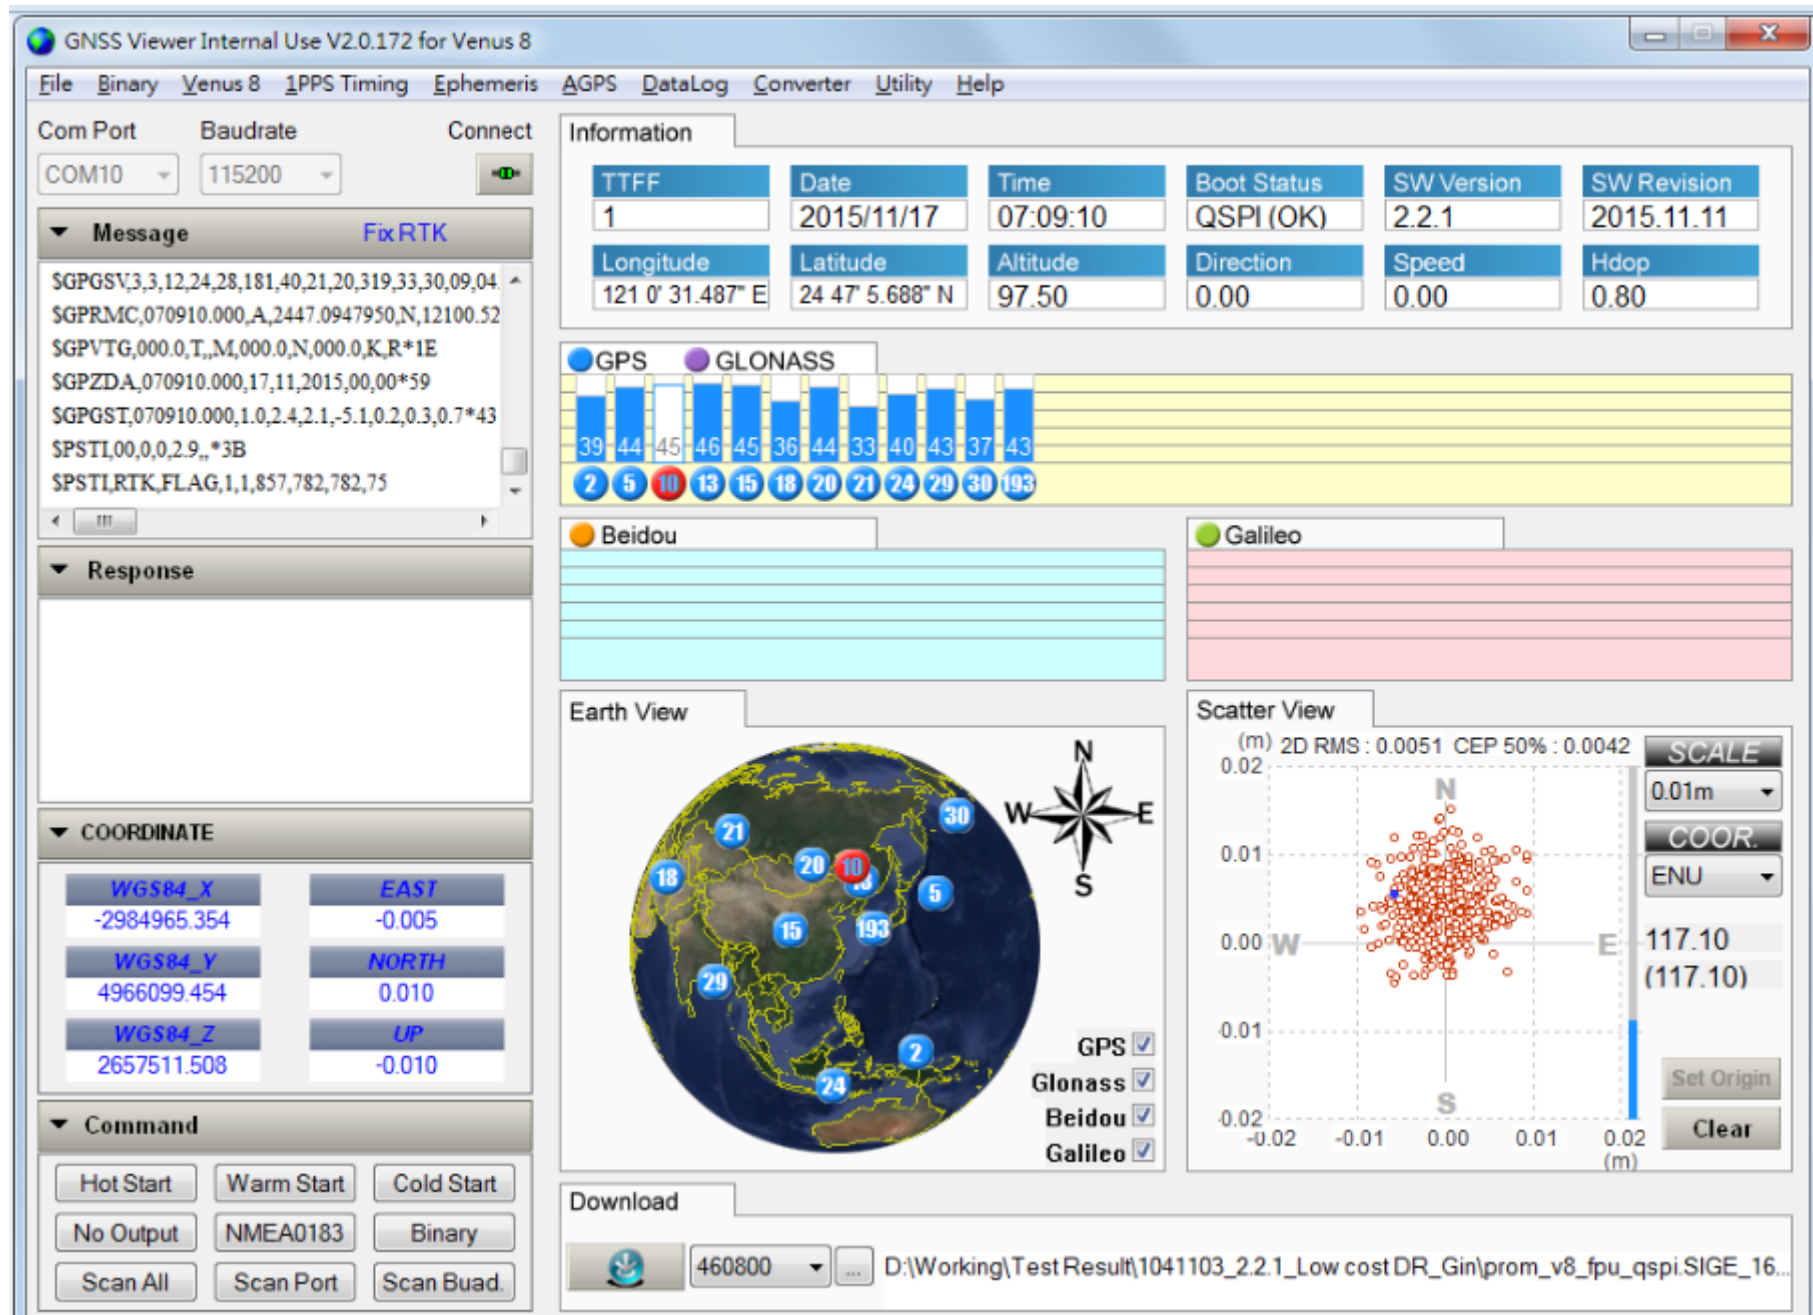 GNSS Viewer Internal Use V2.0.172 for Venus 8
File Binary Venus 8 1PPS Timing Ephemeris AGPS DataLog Converter Utility Help
Com Port Baudrate Connect
COM10 115200
Message Fix RTK
$GPGSV,3,3,12,24,28,181,40,21,20,319,33,30,09,04.
$GPRMC,070910.000,A,2447.0947950,N,12100.52
$GPVTG,000.0,T,,M,000.0,N,000.0,K,R*1E
$GPZDA,070910.000,17,11,2015,00,00*59
$GPGST,070910.000,1.0,2.4,2.1,-5.1,0.2,0.3,0.7*43
$PSTI,00,0,0,2.9,,*3B
$PSTI,RTK,FLAG,1,1,857,782,782,75
Response
COORDINATE
WGS84_X EAST
-2984965.354 -0.005
WGS84_Y NORTH
4966099.454 0.010
WGS84_Z UP
2657511.508 -0.010
Command
Hot Start Warm Start Cold Start
No Output NMEA0183 Binary
Scan All Scan Port Scan Buad.
Information
TTFF Date Time Boot Status SW Version SW Revision
1 2015/11/17 07:09:10 QSPI (OK) 2.2.1 2015.11.11
Longitude Latitude Altitude Direction Speed Hdop
121 0' 31.487" E 24 47' 5.688" N 97.50 0.00 0.00 0.80
GPS GLONASS
39 44 45 46 45 36 44 33 40 43 37 43
2 5 10 13 15 18 20 21 24 29 30 193
Beidou
Galileo
Earth View
N
W E
S
30
21
20 10
18 13
5
15 193
29
2
24
GPS
Glonass
Beidou
Galileo
Scatter View
(m) 2D RMS : 0.0051 CEP 50% : 0.0042
0.02
N
0.01
0.00 W E
-0.01
S
-0.02
-0.02 -0.01 0.00 0.01 0.02
(m)
SCALE
0.01m
COOR.
ENU
117.10
(117.10)
Set Origin
Clear
Download
460800 ... D:\Working\Test Result\1041103_2.2.1_Low cost DR_Gin\prom_v8_fpu_qspi.SIGE_16...